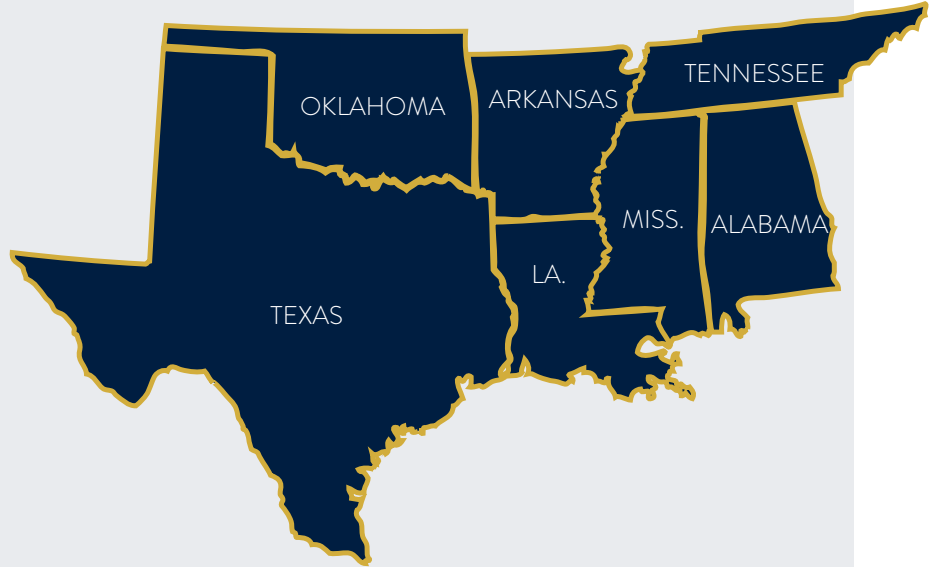 TENNESSEE
OKLAHOMA
ARKANSAS
MISS.
ALABAMA
LA.
TEXAS